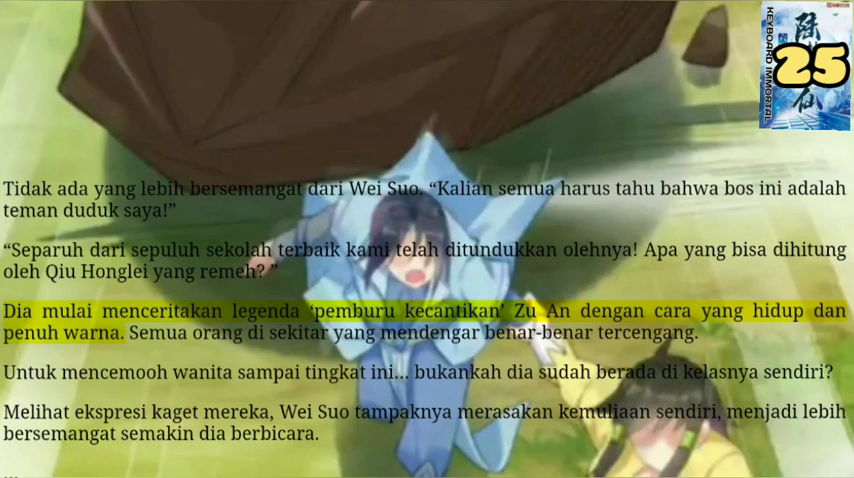 KEYBOARD IMMORTAL
25
Tidak ada yang lebih bersemangat dari Wei Suo. “Kalian semua harus tahu bahwa bos ini adalah
teman duduk saya!”
“Separuh dari sepuluh sekolah terbaik kami telah ditundukkan olehnya! Apa yang bisa dihitung
oleh Qiu Honglei yang remeh? ”
Dia mulai menceritakan legenda ‘pemburu kecantikan’ Zu An dengan cara yang hidup dan
penuh warna. Semua orang di sekitar yang mendengar benar-benar tercengang.
Untuk mencemooh wanita sampai tingkat ini... bukankah dia sudah berada di kelasnya sendiri?
Melihat ekspresi kaget mereka, Wei Suo tampaknya merasakan kemuliaan sendiri, menjadi lebih
bersemangat semakin dia berbicara.
...